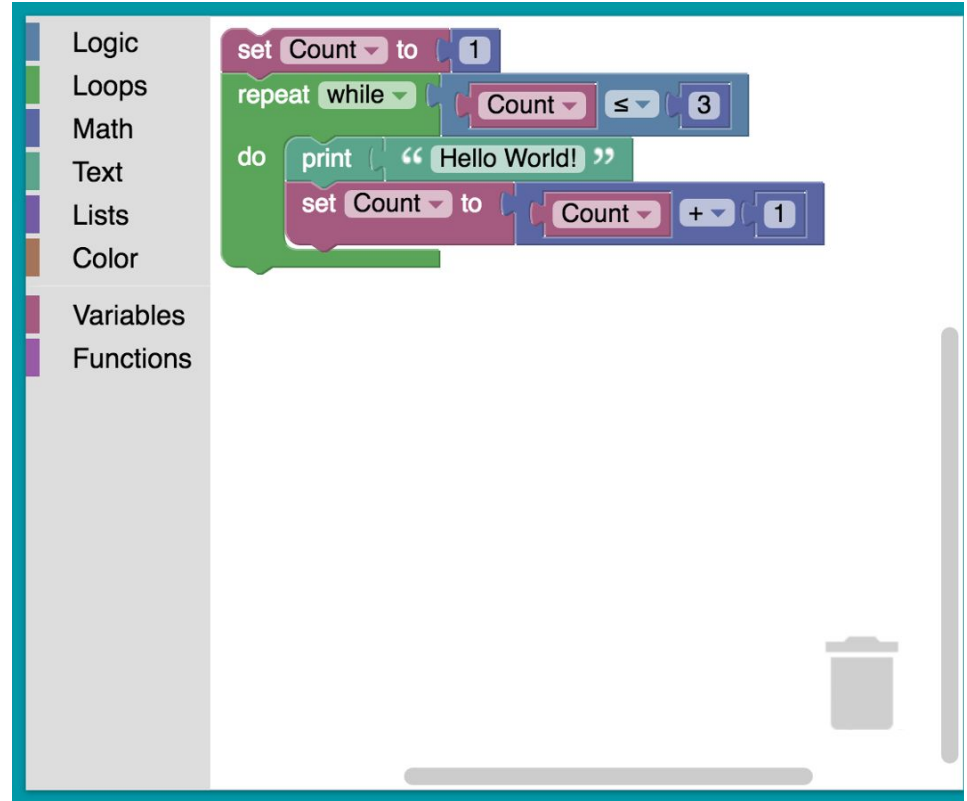 Logic
Loops
Math
Text
Lists
Color
Variables
Functions
set Count to 1
repeat while Count ≤ 3
do print “ Hello World! ”
set Count to Count + 1